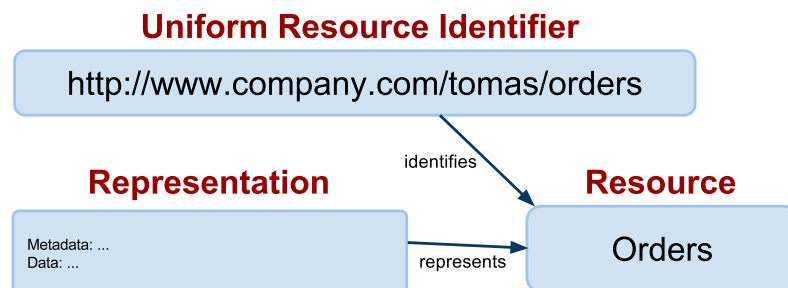 Uniform Resource Identifier
http://www.company.com/tomas/orders
identifies
Representation
Resource
Metadata: ...
Data: ...
represents
Orders